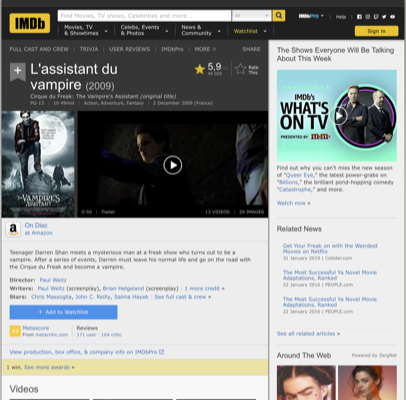 IMDb
Find Movies, TV shows, Celebrities and more...
All
IMDbPro
Help
Movies, TV
& Showtimes
Celebs, Events
& Photos
News &
Community
Watchlist
Sign in
FULL CAST AND CREW | TRIVIA | USER REVIEWS | IMDbPro | MORE
SHARE
L'assistant du
vampire (2009)
5,9
Rate
This
Cirque du Freak: The Vampire's Assistant (original title)
PG-13 | 1h 49min | Action, Adventure, Fantasy | 2 December 2009 (France)
THE
VAMPIRE'S
ASSISTANT
0:30 | Trailer
13 VIDEOS | 29 IMAGES
On Disc
at Amazon
Teenager Darren Shan meets a mysterious man at a freak show who turns out to be a
vampire. After a series of events, Darren must leave his normal life and go on the road with
the Cirque du Freak and become a vampire.
Director: Paul Weitz
Writers: Paul Weitz (screenplay), Brian Helgeland (screenplay) | 1 more credit »
Stars: Chris Massoglia, John C. Reilly, Salma Hayek | See full cast & crew »
+ Add to Watchlist
43
Metascore
From metacritic.com
Reviews
171 user | 164 critic
View production, box office, & company info on IMDbPro
1 win. See more awards »
Videos
The Shows Everyone Will Be Talking
About This Week
IMDb's
WHAT'S
ON TV
PRESENTED BY
Find out why you can't miss the new season
of "Queer Eye," the latest power-grabs on
"Billions," the brilliant pond-hopping comedy
"Catastrophe," and more.
Watch now »
Related News
Get Your Freak on with the Weirdest
Movies on Netflix
31 January 2019 | Collider.com
The Most Successful Ya Novel Movie
Adaptations, Ranked
22 January 2016 | PEOPLE.com
The Most Successful Ya Novel Movie
Adaptations, Ranked
22 January 2016 | PEOPLE.com
See all related articles »
Around The Web
Powered by ZergNet